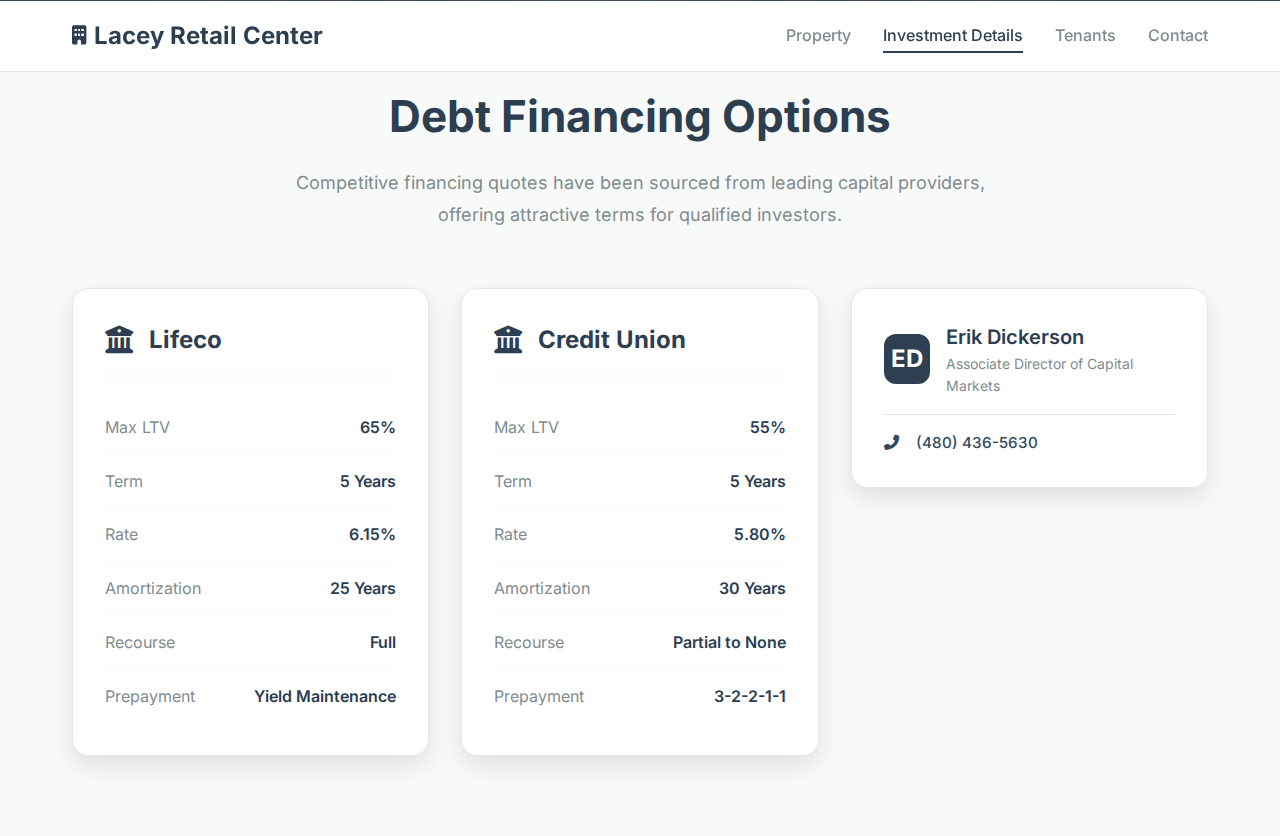 Lacey Retail Center
Property
Investment Details
Tenants
Contact
Debt Financing Options
Competitive financing quotes have been sourced from leading capital providers,
offering attractive terms for qualified investors.
Lifeco
Max LTV 65%
Term 5 Years
Rate 6.15%
Amortization 25 Years
Recourse Full
Prepayment Yield Maintenance
Credit Union
Max LTV 55%
Term 5 Years
Rate 5.80%
Amortization 30 Years
Recourse Partial to None
Prepayment 3-2-2-1-1
ED
Erik Dickerson
Associate Director of Capital
Markets
(480) 436-5630